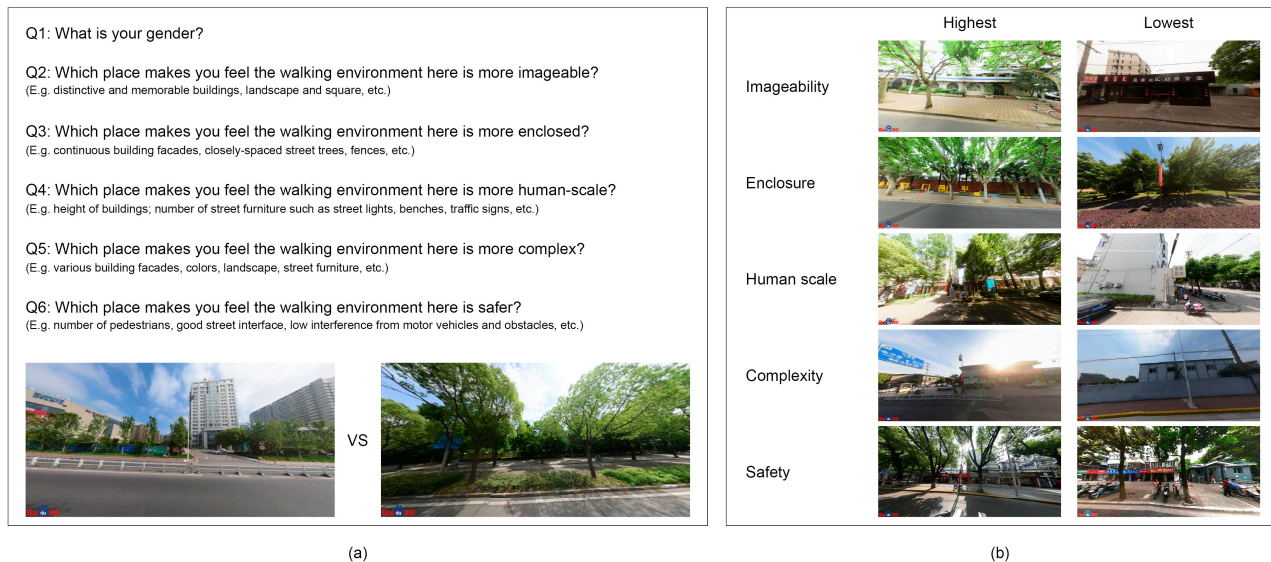 Q1: What is your gender?
Q2: Which place makes you feel the walking environment here is more imageable?
(E.g. distinctive and memorable buildings, landscape and square, etc.)
Q3: Which place makes you feel the walking environment here is more enclosed?
(E.g. continuous building facades, closely-spaced street trees, fences, etc.)
Q4: Which place makes you feel the walking environment here is more human-scale?
(E.g. height of buildings; number of street furniture such as street lights, benches, traffic signs, etc.)
Q5: Which place makes you feel the walking environment here is more complex?
(E.g. various building facades, colors, landscape, street furniture, etc.)
Q6: Which place makes you feel the walking environment here is safer?
(E.g. number of pedestrians, good street interface, low interference from motor vehicles and obstacles, etc.)
VS
Bai du
Bai du
(a)
Highest
Lowest
Imageability
Enclosure
Human scale
Complexity
Safety
(b)